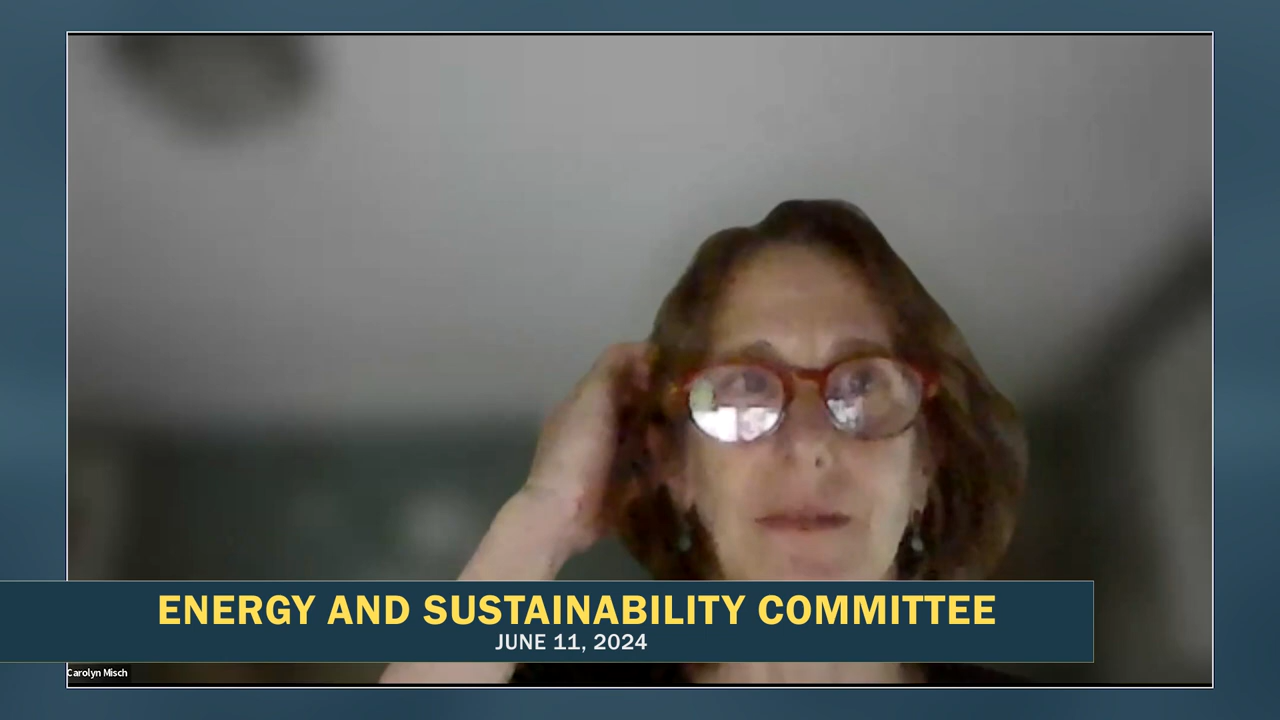 ENERGY AND SUSTAINABILITY COMMITTEE
JUNE 11, 2024
Carolyn Misch